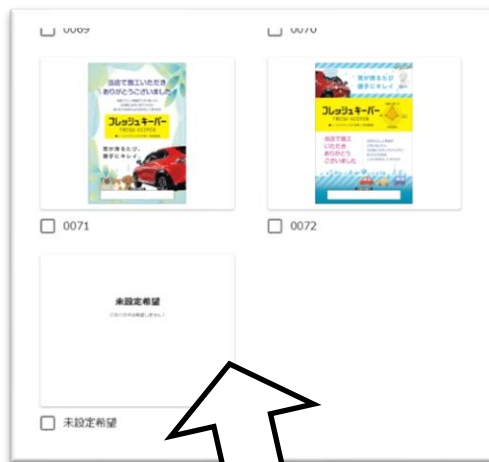 0069
0070
当店で施工いただき
ありがとうございました
フレッシュキーパー
FRESH KEEPER
雨が降るたび、
勝手にキレイ。
雨が降るたび
勝手にキレイ
フレッシュキーパー
FRESH KEEPER
当店で施工
いただき
ありがとう
ございました
0071
0072
未設定希望
未設定希望